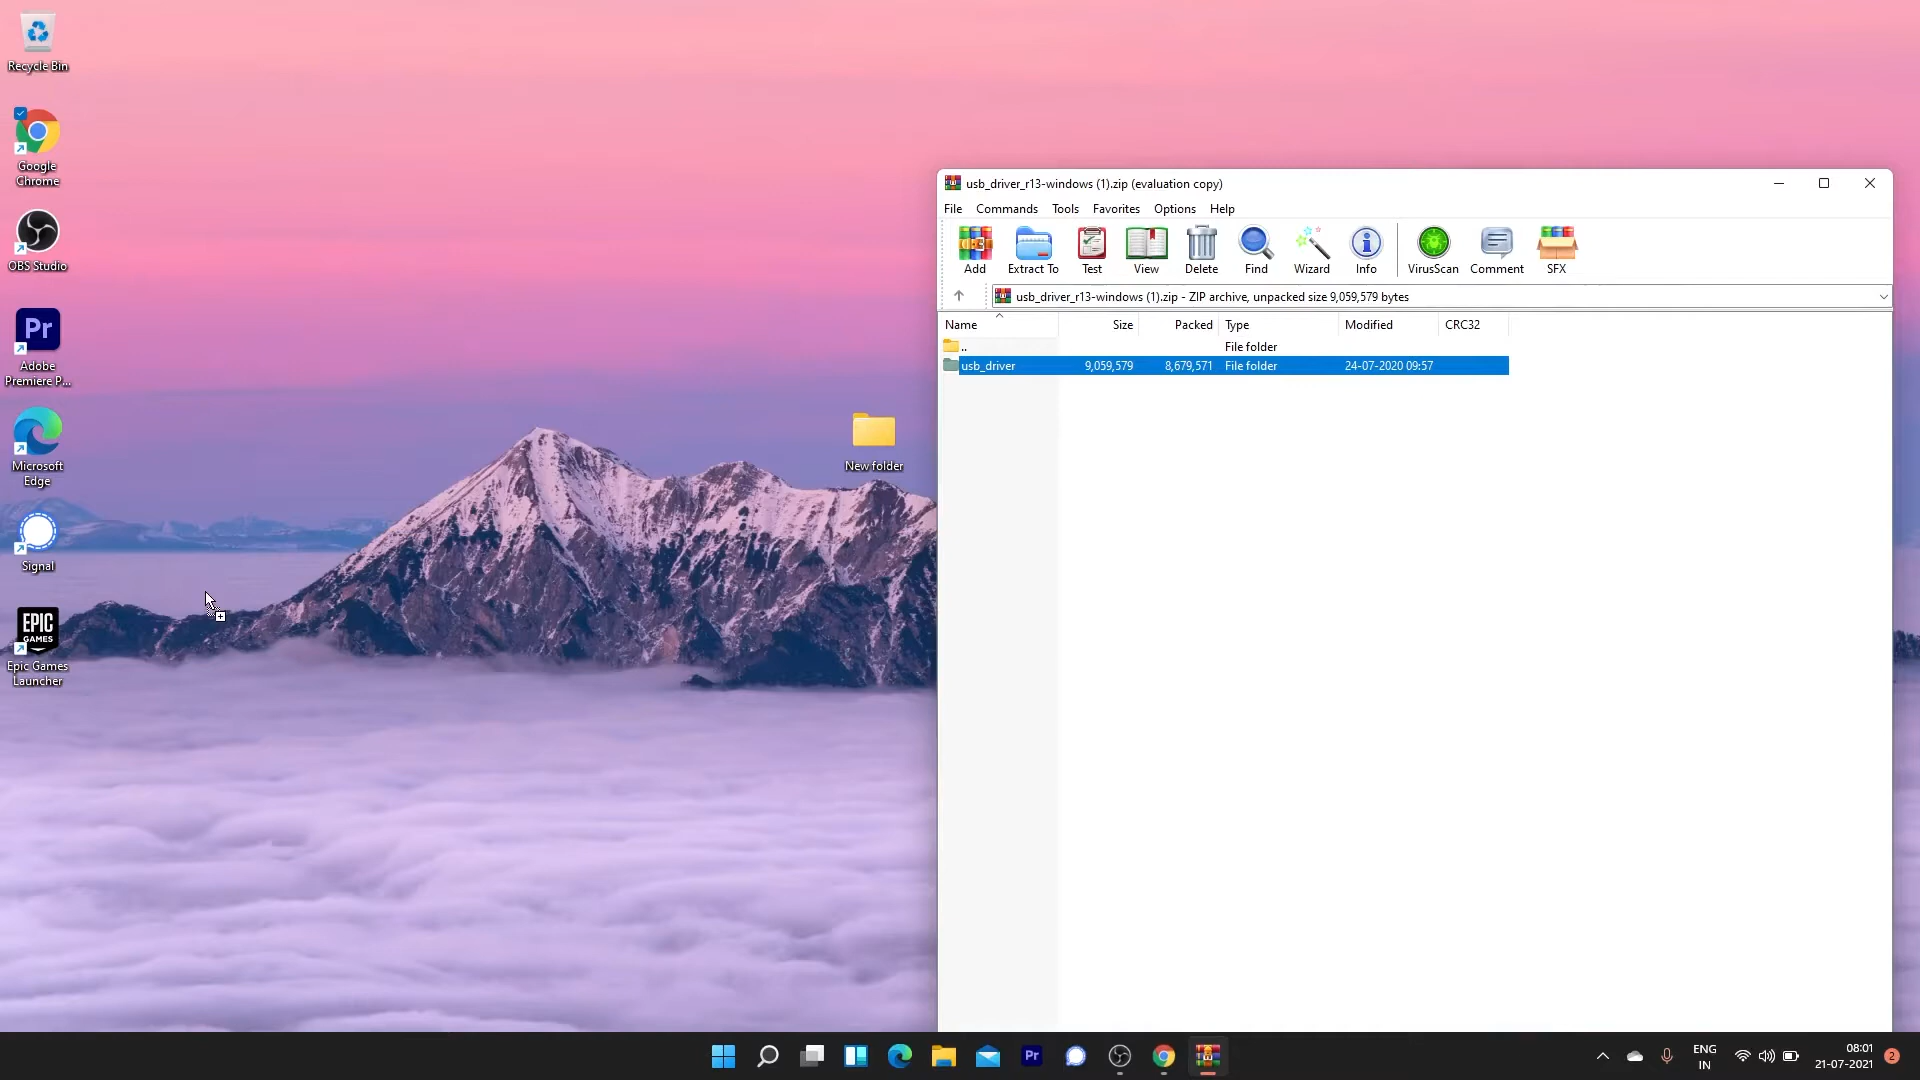 Recycle Bin
Google
Chrome
OBS Studio
Pr
Adobe
Premiere P...
Microsoft
Edge
Signal
EPIC
GAMES
Epic Games
Launcher
New folder
usb_driver_r13-windows (1).zip (evaluation copy)
File Commands Tools Favorites Options Help
Add Extract To Test View Delete Find Wizard Info VirusScan Comment SFX
usb_driver_r13-windows (1).zip - ZIP archive, unpacked size 9,059,579 bytes
Name Size Packed Type Modified CRC32
.. File folder
usb_driver 9,059,579 8,679,571 File folder 24-07-2020 09:57
Pr
ENG
IN
08:01
21-07-2021
2